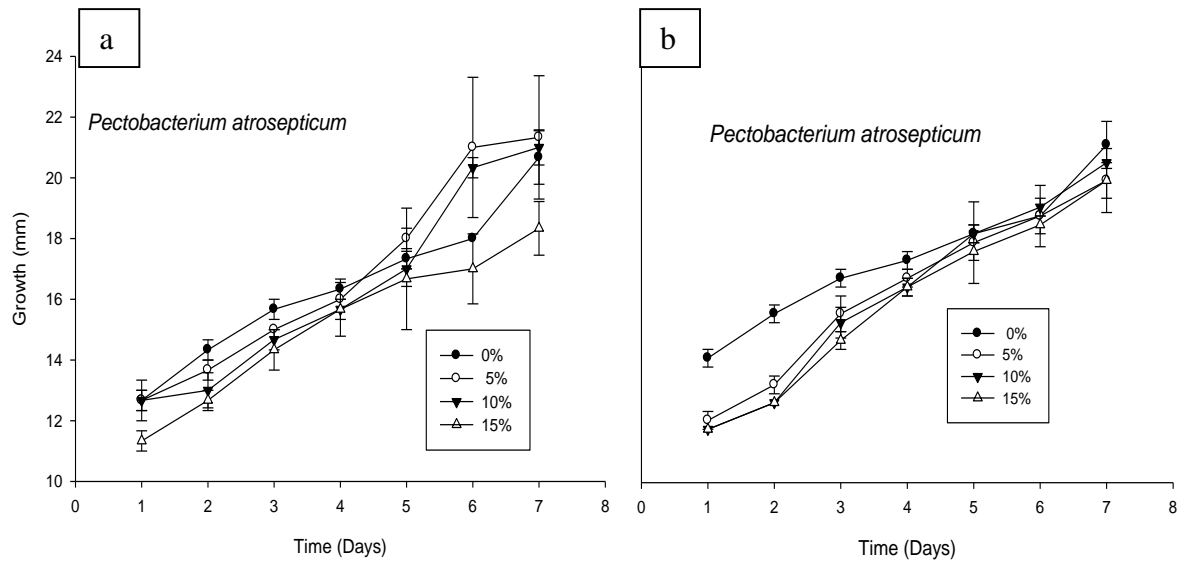 a
24
22
20
18
16
14
12
10
Growth (mm)
Pectobacterium atrosepticum
0%
5%
10%
15%
0 1 2 3 4 5 6 7 8
Time (Days)
b
Pectobacterium atrosepticum
0%
5%
10%
15%
0 1 2 3 4 5 6 7 8
Time (Days)